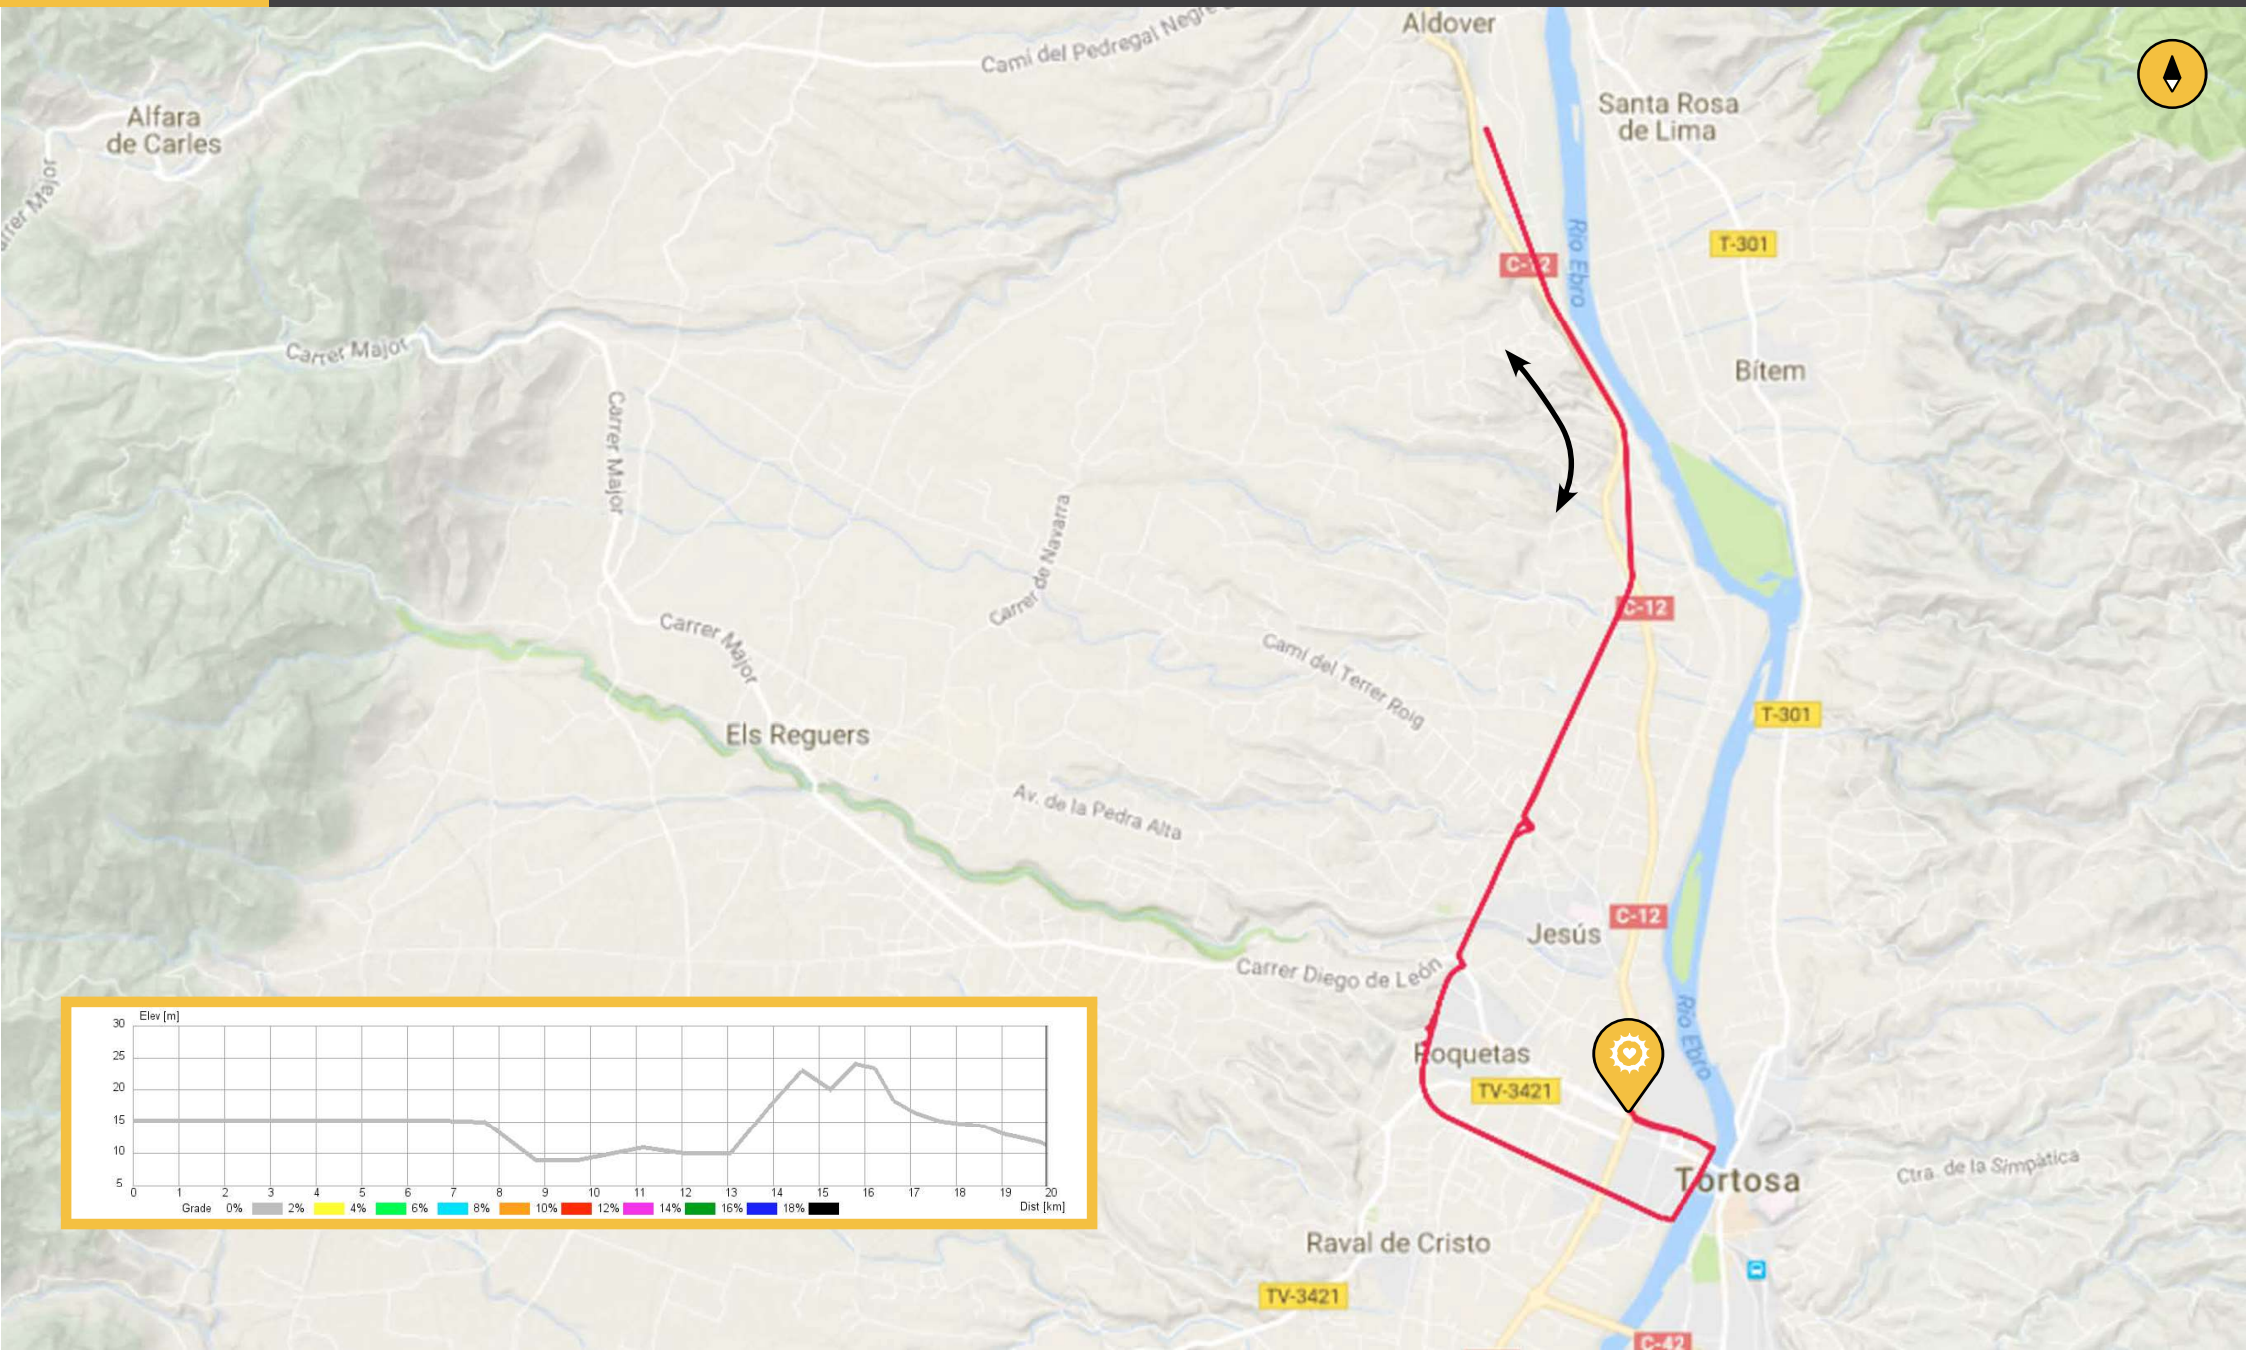 Aldover
Camí del Pedregal Negre
Alfara
de Carles
Santa Rosa
de Lima
Carrer Major
T-301
Río Ebro
C-12
Carrer Major
Bítem
Carrer Major
Carrer de Navarra
C-12
Carrer Major
Camí del Terrer Roig
T-301
Els Reguers
Av. de la Pedra Alta
C-12
Jesús
Carrer Diego de León
Río Ebro
Roquetas
TV-3421
Tortosa
Ctra. de la Simpàtica
Raval de Cristo
TV-3421
C-42
Elev [m]
30
25
20
15
10
5
0 1 2 3 4 5 6 7 8 9 10 11 12 13 14 15 16 17 18 19 20
Grade 0% 2% 4% 6% 8% 10% 12% 14% 16% 18% Dist [km]